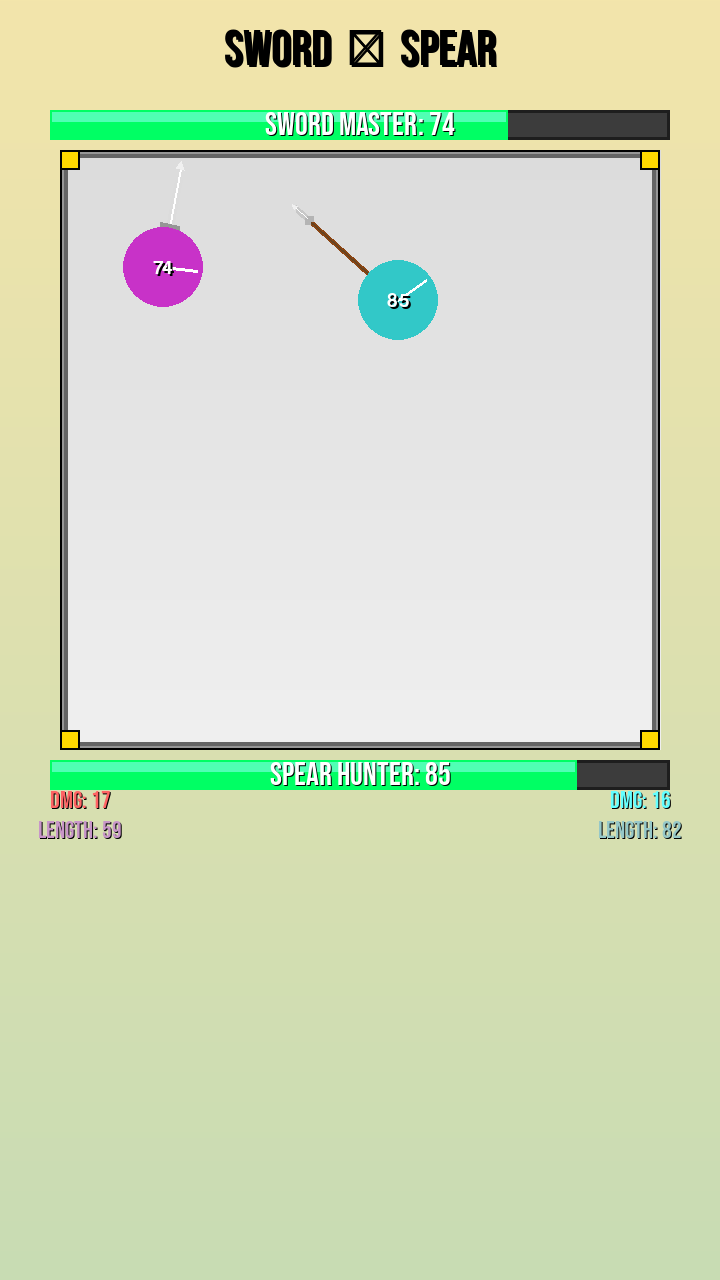 SWORD ☒ SPEAR
SWORD MASTER: 74
74
85
SPEAR HUNTER: 85
DMG: 17 DMG: 16
LENGTH: 59 LENGTH: 82